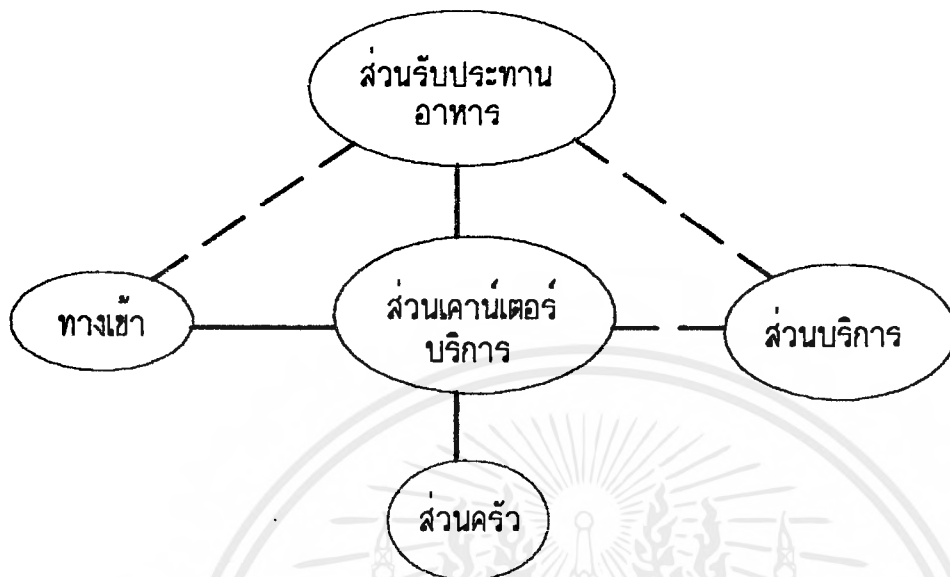 ส่วนรับประทาน
อาหาร
ทางเข้า
ส่วนเคาน์เตอร์
บริการ
ส่วนบริการ
ส่วนครัว